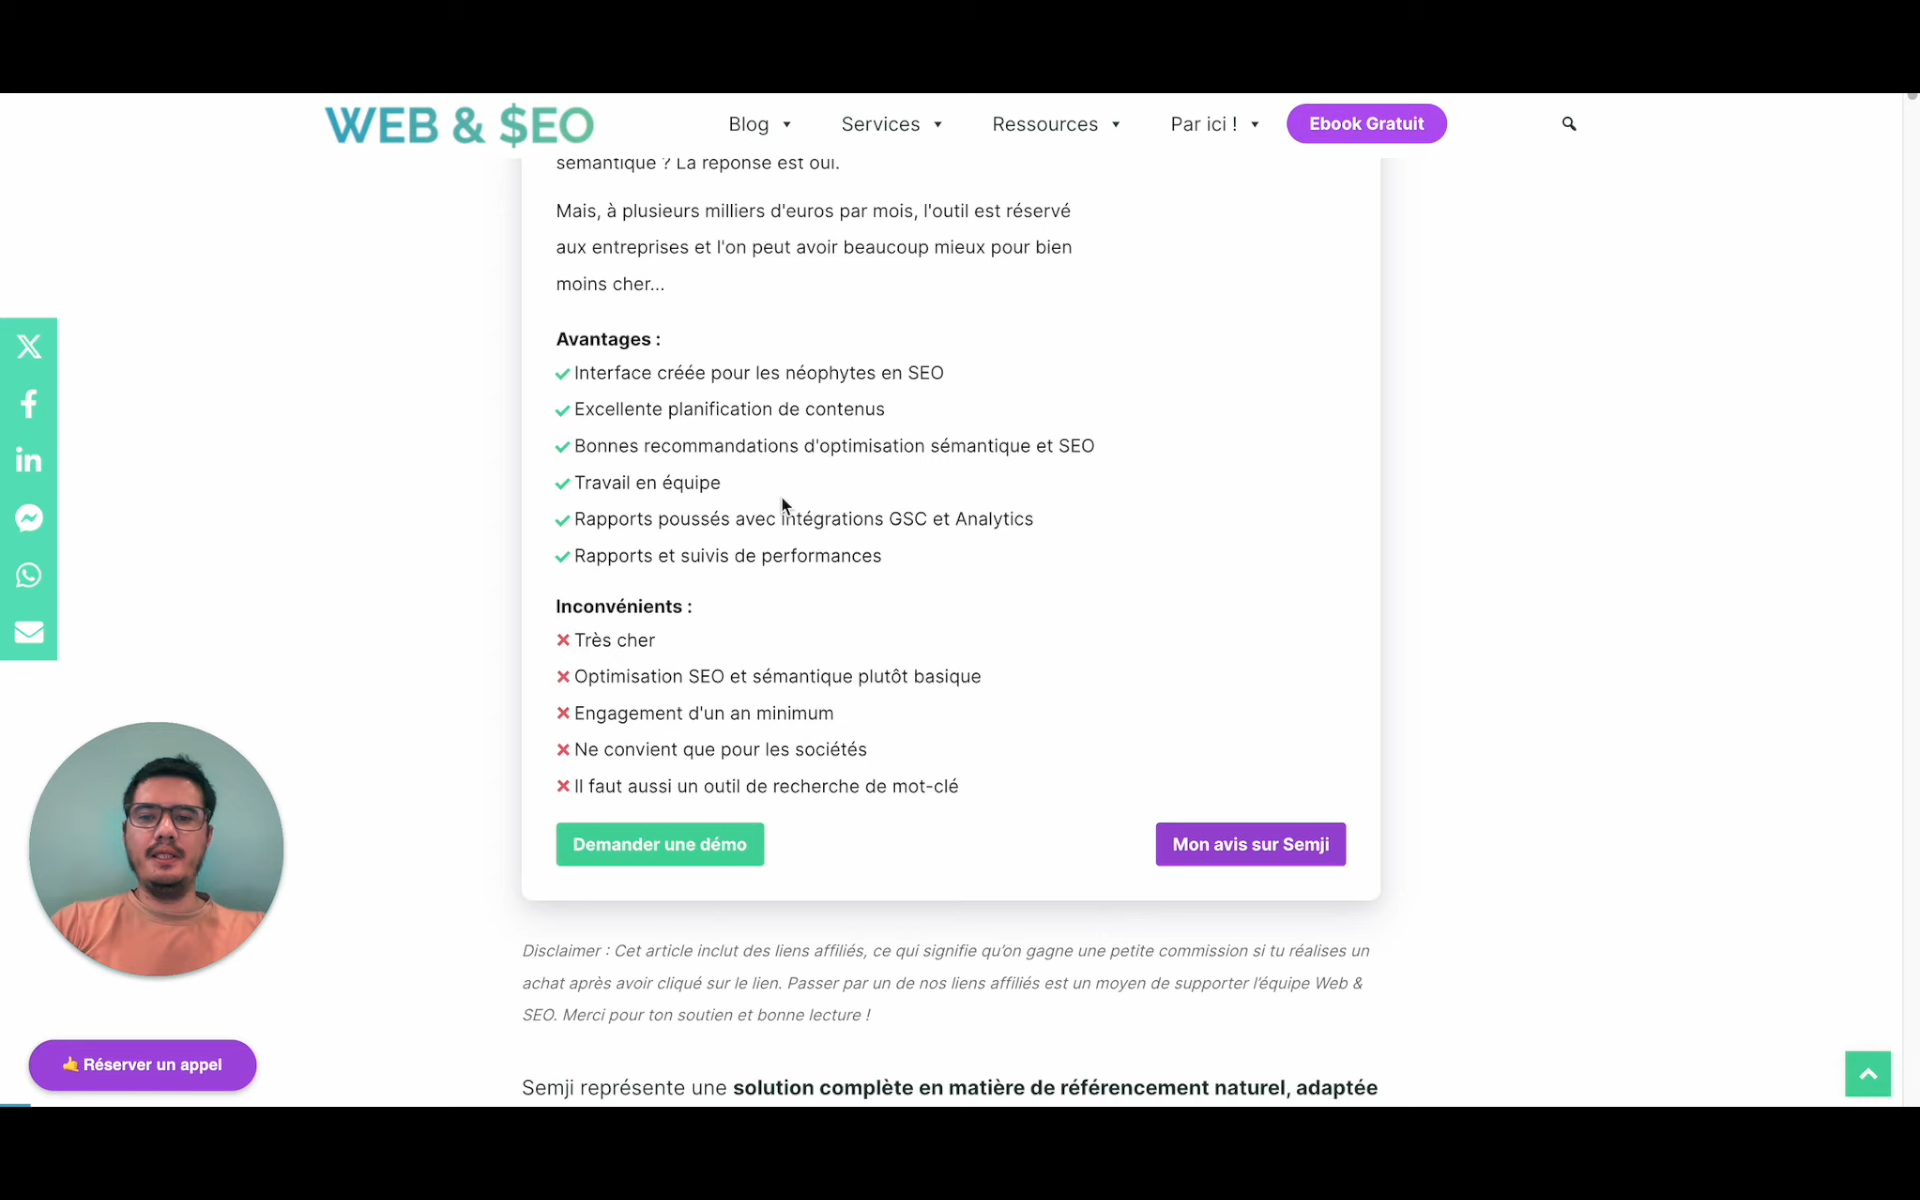 WEB & $EO
Blog
Services
Ressources
Par ici !
Ebook Gratuit
sémantique ? La réponse est oui.
Mais, à plusieurs milliers d'euros par mois, l'outil est réservé
aux entreprises et l'on peut avoir beaucoup mieux pour bien
moins cher...
Avantages :
Interface créée pour les néophytes en SEO
Excellente planification de contenus
Bonnes recommandations d'optimisation sémantique et SEO
Travail en équipe
Rapports poussés avec intégrations GSC et Analytics
Rapports et suivis de performances
Inconvénients :
Très cher
Optimisation SEO et sémantique plutôt basique
Engagement d'un an minimum
Ne convient que pour les sociétés
Il faut aussi un outil de recherche de mot-clé
Demander une démo
Mon avis sur Semji
Disclaimer : Cet article inclut des liens affiliés, ce qui signifie qu'on gagne une petite commission si tu réalises un
achat après avoir cliqué sur le lien. Passer par un de nos liens affiliés est un moyen de supporter l'équipe Web &
SEO. Merci pour ton soutien et bonne lecture !
Réserver un appel
Semji représente une solution complète en matière de référencement naturel, adaptée